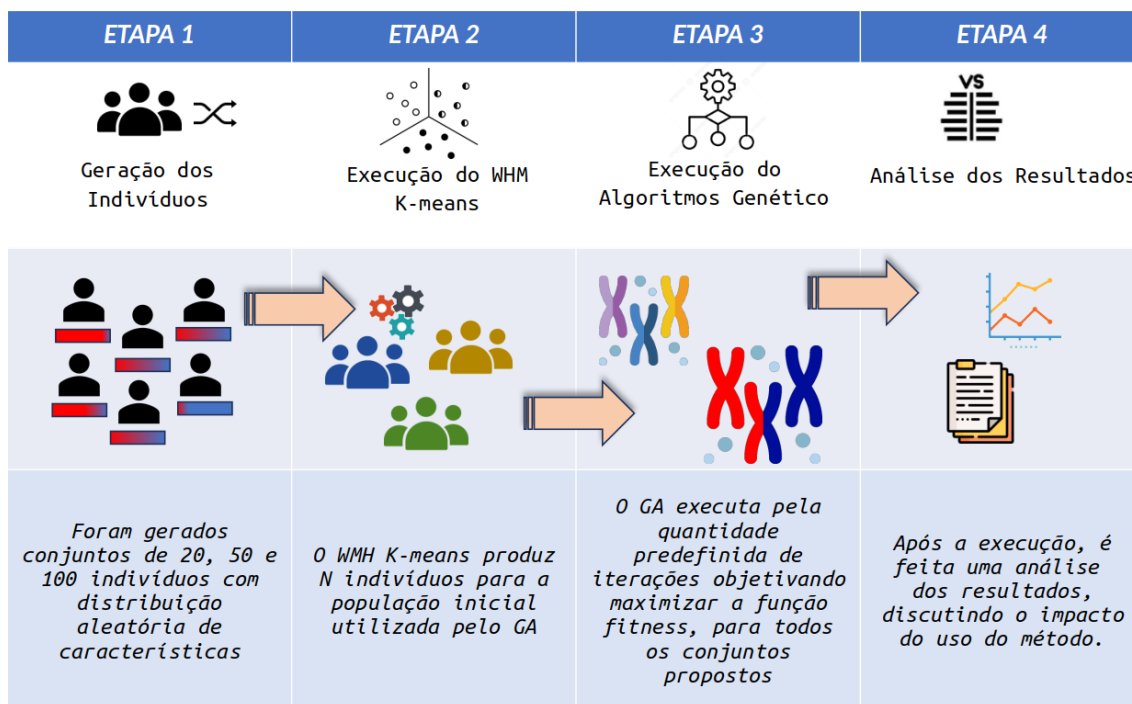 ETAPA 1
ETAPA 2
ETAPA 3
ETAPA 4
VS
Geração dos
Indivíduos
Execução do WHM
K-means
Execução do
Algoritmos Genético
Análise dos Resultados
Foram gerados
conjuntos de 20, 50 e
100 indivíduos com
distribuição
aleatória de
características
O WMH K-means produz
N indivíduos para a
população inicial
utilizada pelo GA
O GA executa pela
quantidade
predefinida de
iterações objetivando
maximizar a função
fitness, para todos
os conjuntos
propostos
Após a execução, é
feita uma análise
dos resultados,
discutindo o impacto
do uso do método.